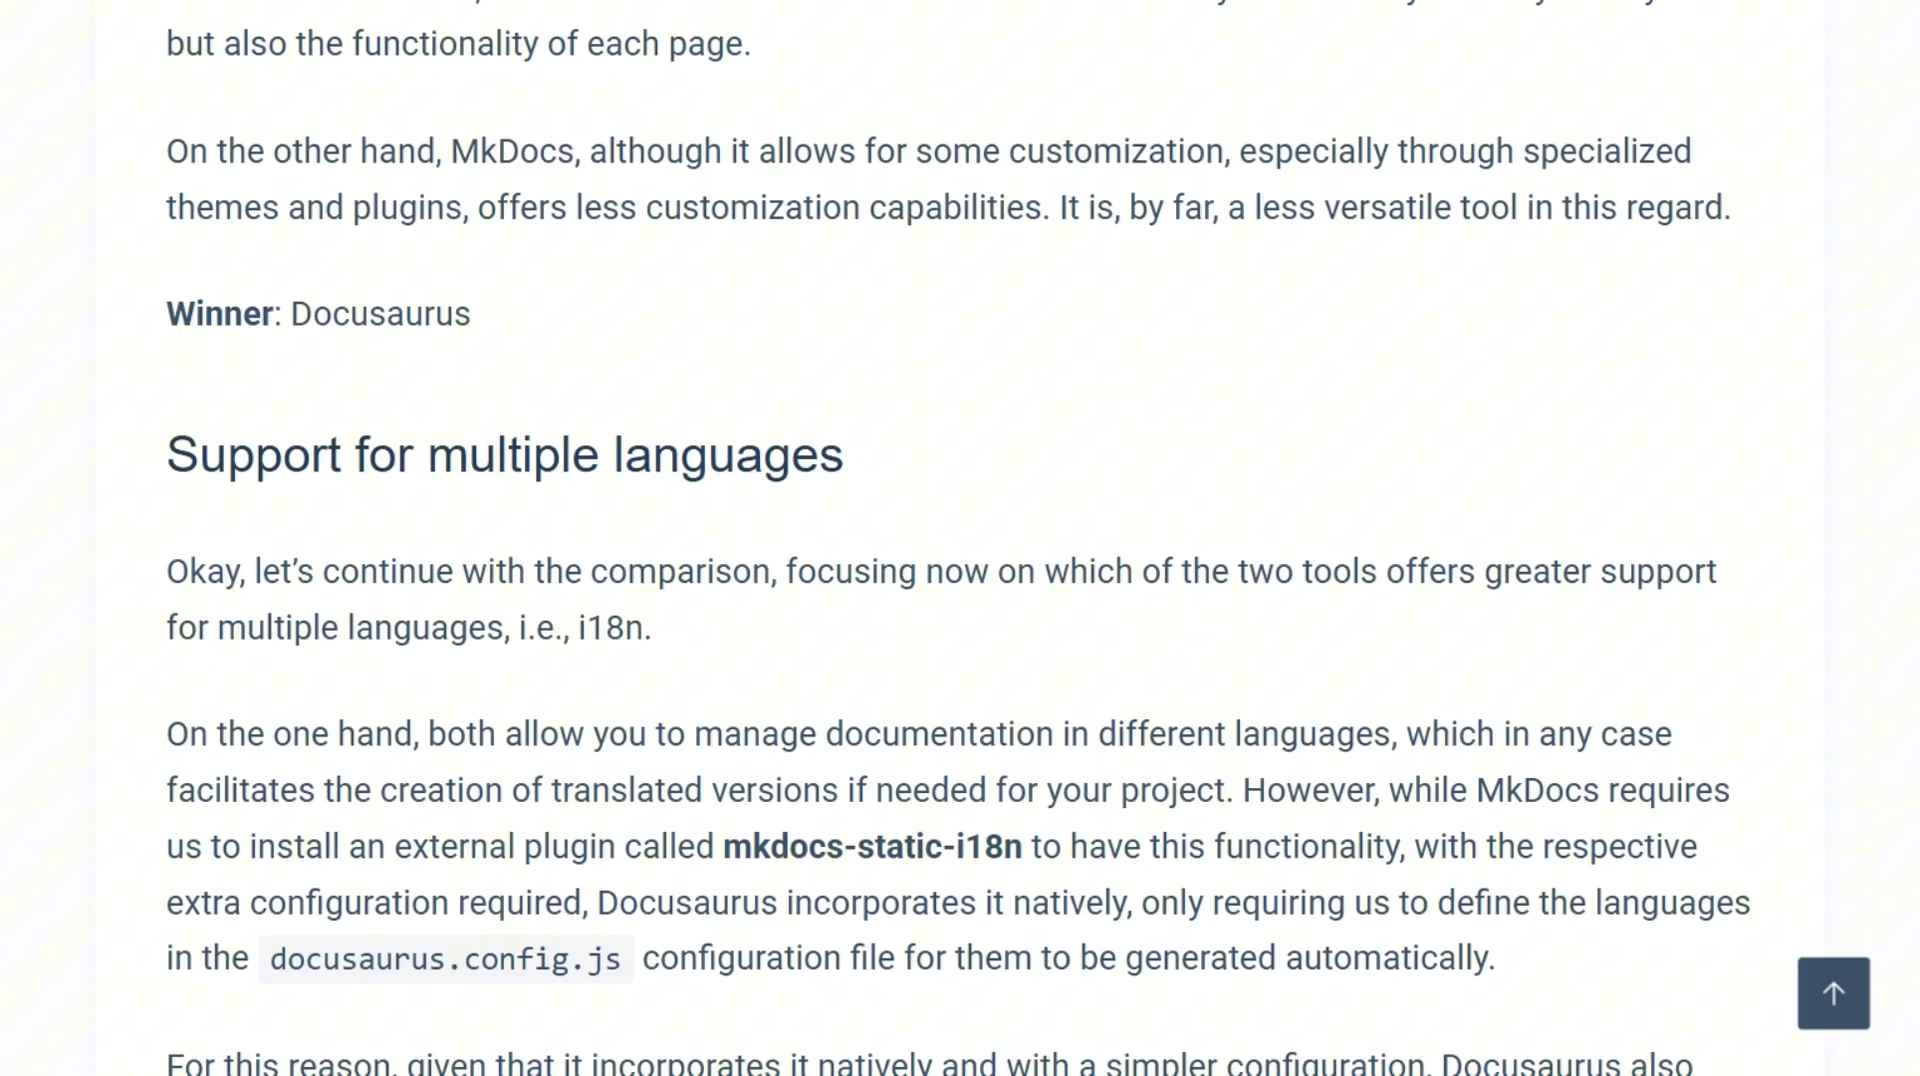 but also the functionality of each page.
On the other hand, MkDocs, although it allows for some customization, especially through specialized
themes and plugins, offers less customization capabilities. It is, by far, a less versatile tool in this regard.
Winner: Docusaurus
Support for multiple languages
Okay, let’s continue with the comparison, focusing now on which of the two tools offers greater support
for multiple languages, i.e., i18n.
On the one hand, both allow you to manage documentation in different languages, which in any case
facilitates the creation of translated versions if needed for your project. However, while MkDocs requires
us to install an external plugin called mkdocs-static-i18n to have this functionality, with the respective
extra configuration required, Docusaurus incorporates it natively, only requiring us to define the languages
in the docusaurus.config.js configuration file for them to be generated automatically.
For this reason, given that it incorporates it natively and with a simpler configuration, Docusaurus also